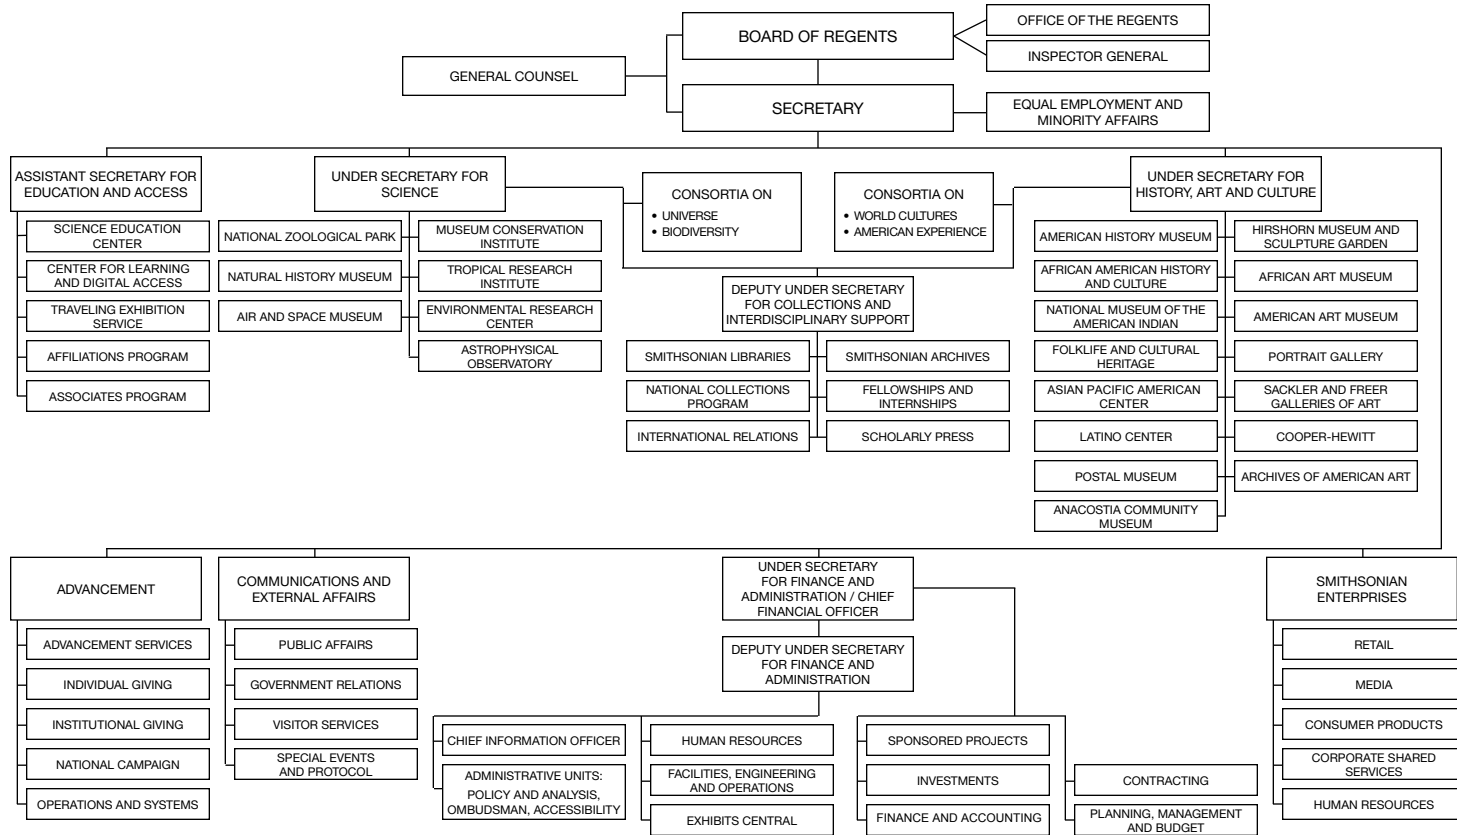 BOARD OF REGENTS
OFFICE OF THE REGENTS
INSPECTOR GENERAL
GENERAL COUNSEL
SECRETARY
EQUAL EMPLOYMENT AND
MINORITY AFFAIRS
ASSISTANT SECRETARY FOR
EDUCATION AND ACCESS
SCIENCE EDUCATION
CENTER
CENTER FOR LEARNING
AND DIGITAL ACCESS
TRAVELING EXHIBITION
SERVICE
AFFILIATIONS PROGRAM
ASSOCIATES PROGRAM
UNDER SECRETARY FOR
SCIENCE
NATIONAL ZOOLOGICAL PARK
NATURAL HISTORY MUSEUM
AIR AND SPACE MUSEUM
MUSEUM CONSERVATION
INSTITUTE
TROPICAL RESEARCH
INSTITUTE
ENVIRONMENTAL RESEARCH
CENTER
ASTROPHYSICAL
OBSERVATORY
CONSORTIA ON
• UNIVERSE
• BIODIVERSITY
CONSORTIA ON
• WORLD CULTURES
• AMERICAN EXPERIENCE
DEPUTY UNDER SECRETARY
FOR COLLECTIONS AND
INTERDISCIPLINARY SUPPORT
SMITHSONIAN LIBRARIES
NATIONAL COLLECTIONS
PROGRAM
INTERNATIONAL RELATIONS
SMITHSONIAN ARCHIVES
FELLOWSHIPS AND
INTERNSHIPS
SCHOLARLY PRESS
UNDER SECRETARY FOR
HISTORY, ART AND CULTURE
AMERICAN HISTORY MUSEUM
AFRICAN AMERICAN HISTORY
AND CULTURE
NATIONAL MUSEUM OF THE
AMERICAN INDIAN
FOLKLIFE AND CULTURAL
HERITAGE
ASIAN PACIFIC AMERICAN
CENTER
LATINO CENTER
POSTAL MUSEUM
ANACOSTIA COMMUNITY
MUSEUM
HIRSHORN MUSEUM AND
SCULPTURE GARDEN
AFRICAN ART MUSEUM
AMERICAN ART MUSEUM
PORTRAIT GALLERY
SACKLER AND FREER
GALLERIES OF ART
COOPER-HEWITT
ARCHIVES OF AMERICAN ART
ADVANCEMENT
ADVANCEMENT SERVICES
INDIVIDUAL GIVING
INSTITUTIONAL GIVING
NATIONAL CAMPAIGN
OPERATIONS AND SYSTEMS
COMMUNICATIONS AND
EXTERNAL AFFAIRS
PUBLIC AFFAIRS
GOVERNMENT RELATIONS
VISITOR SERVICES
SPECIAL EVENTS
AND PROTOCOL
UNDER SECRETARY
FOR FINANCE AND
ADMINISTRATION / CHIEF
FINANCIAL OFFICER
DEPUTY UNDER SECRETARY
FOR FINANCE AND
ADMINISTRATION
CHIEF INFORMATION OFFICER
ADMINISTRATIVE UNITS:
POLICY AND ANALYSIS,
OMBUDSMAN, ACCESSIBILITY
HUMAN RESOURCES
FACILITIES, ENGINEERING
AND OPERATIONS
EXHIBITS CENTRAL
SPONSORED PROJECTS
INVESTMENTS
FINANCE AND ACCOUNTING
CONTRACTING
PLANNING, MANAGEMENT
AND BUDGET
SMITHSONIAN
ENTERPRISES
RETAIL
MEDIA
CONSUMER PRODUCTS
CORPORATE SHARED
SERVICES
HUMAN RESOURCES